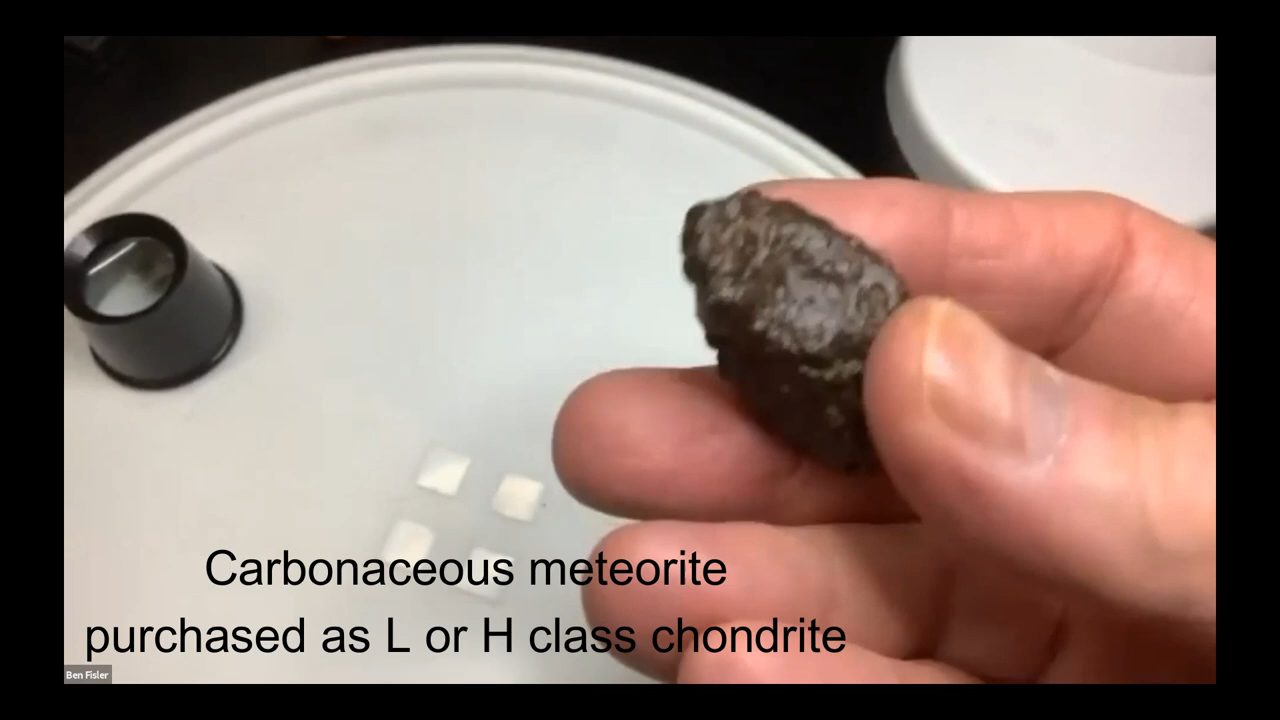 Carbonaceous meteorite
purchased as L or H class chondrite
Ben Fisler